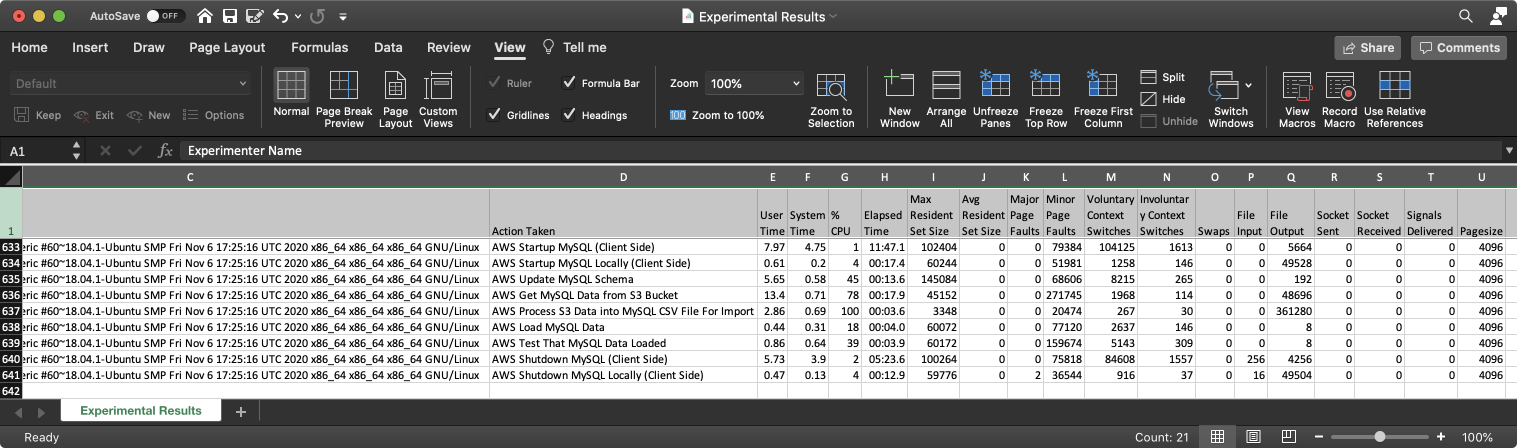 AutoSave OFF Experimental Results
Home Insert Draw Page Layout Formulas Data Review View Tell me Share Comments
Default
Keep Exit New Options
Normal Page Break Preview Page Layout Custom Views
Ruler Formula Bar
Gridlines Headings
Zoom 100%
100 Zoom to 100%
Zoom to Selection
New Window Arrange All Unfreeze Panes Freeze Top Row Freeze First Column
Split
Hide
Unhide
Switch Windows View Macros Record Macro Use Relative References
A1 fx Experimenter Name
C D E F G H I J K L M N O P Q R S T U
1 Action Taken User Time System Time % CPU Elapsed Time Max Resident Set Size Avg Resident Set Size Major Page Faults Minor Page Faults Voluntary Context Switches Involuntar y Context Switches Swaps File Input File Output Socket Sent Socket Received Signals Delivered Pagesize
633 eric #60~18.04.1-Ubuntu SMP Fri Nov 6 17:25:16 UTC 2020 x86_64 x86_64 x86_64 GNU/Linux AWS Startup MySQL (Client Side) 7.97 4.75 1 11:47.1 102404 0 0 79384 104125 1613 0 0 5664 0 0 0 4096
634 eric #60~18.04.1-Ubuntu SMP Fri Nov 6 17:25:16 UTC 2020 x86_64 x86_64 x86_64 GNU/Linux AWS Startup MySQL Locally (Client Side) 0.61 0.2 4 00:17.4 60244 0 0 51981 1258 146 0 0 49528 0 0 0 4096
635 eric #60~18.04.1-Ubuntu SMP Fri Nov 6 17:25:16 UTC 2020 x86_64 x86_64 x86_64 GNU/Linux AWS Update MySQL Schema 5.65 0.58 45 00:13.6 145084 0 0 68606 8215 265 0 0 192 0 0 0 4096
636 eric #60~18.04.1-Ubuntu SMP Fri Nov 6 17:25:16 UTC 2020 x86_64 x86_64 x86_64 GNU/Linux AWS Get MySQL Data from S3 Bucket 13.4 0.71 78 00:17.9 45152 0 0 271745 1968 114 0 0 48696 0 0 0 4096
637 eric #60~18.04.1-Ubuntu SMP Fri Nov 6 17:25:16 UTC 2020 x86_64 x86_64 x86_64 GNU/Linux AWS Process S3 Data into MySQL CSV File For Import 2.86 0.69 100 00:03.6 3348 0 0 20474 267 30 0 0 361280 0 0 0 4096
638 eric #60~18.04.1-Ubuntu SMP Fri Nov 6 17:25:16 UTC 2020 x86_64 x86_64 x86_64 GNU/Linux AWS Load MySQL Data 0.44 0.31 18 00:04.0 60072 0 0 77120 2637 146 0 0 8 0 0 0 4096
639 eric #60~18.04.1-Ubuntu SMP Fri Nov 6 17:25:16 UTC 2020 x86_64 x86_64 x86_64 GNU/Linux AWS Test That MySQL Data Loaded 0.86 0.64 39 00:03.9 60172 0 0 159674 5143 309 0 0 8 0 0 0 4096
640 eric #60~18.04.1-Ubuntu SMP Fri Nov 6 17:25:16 UTC 2020 x86_64 x86_64 x86_64 GNU/Linux AWS Shutdown MySQL (Client Side) 5.73 3.9 2 05:23.6 100264 0 0 75818 84608 1557 0 256 4256 0 0 0 4096
641 eric #60~18.04.1-Ubuntu SMP Fri Nov 6 17:25:16 UTC 2020 x86_64 x86_64 x86_64 GNU/Linux AWS Shutdown MySQL Locally (Client Side) 0.47 0.13 4 00:12.9 59776 0 2 36544 916 37 0 16 49504 0 0 0 4096
642
Experimental Results +
Ready Count: 21 − + 100%